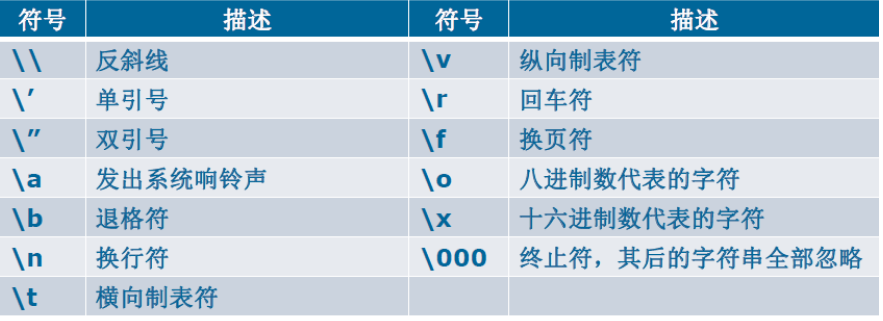 符号 描述 符号 描述
\\ 反斜线 \v 纵向制表符
\′ 单引号 \r 回车符
\″ 双引号 \f 换页符
\a 发出系统响铃声 \o 八进制数代表的字符
\b 退格符 \x 十六进制数代表的字符
\n 换行符 \000 终止符，其后的字符串全部忽略
\t 横向制表符